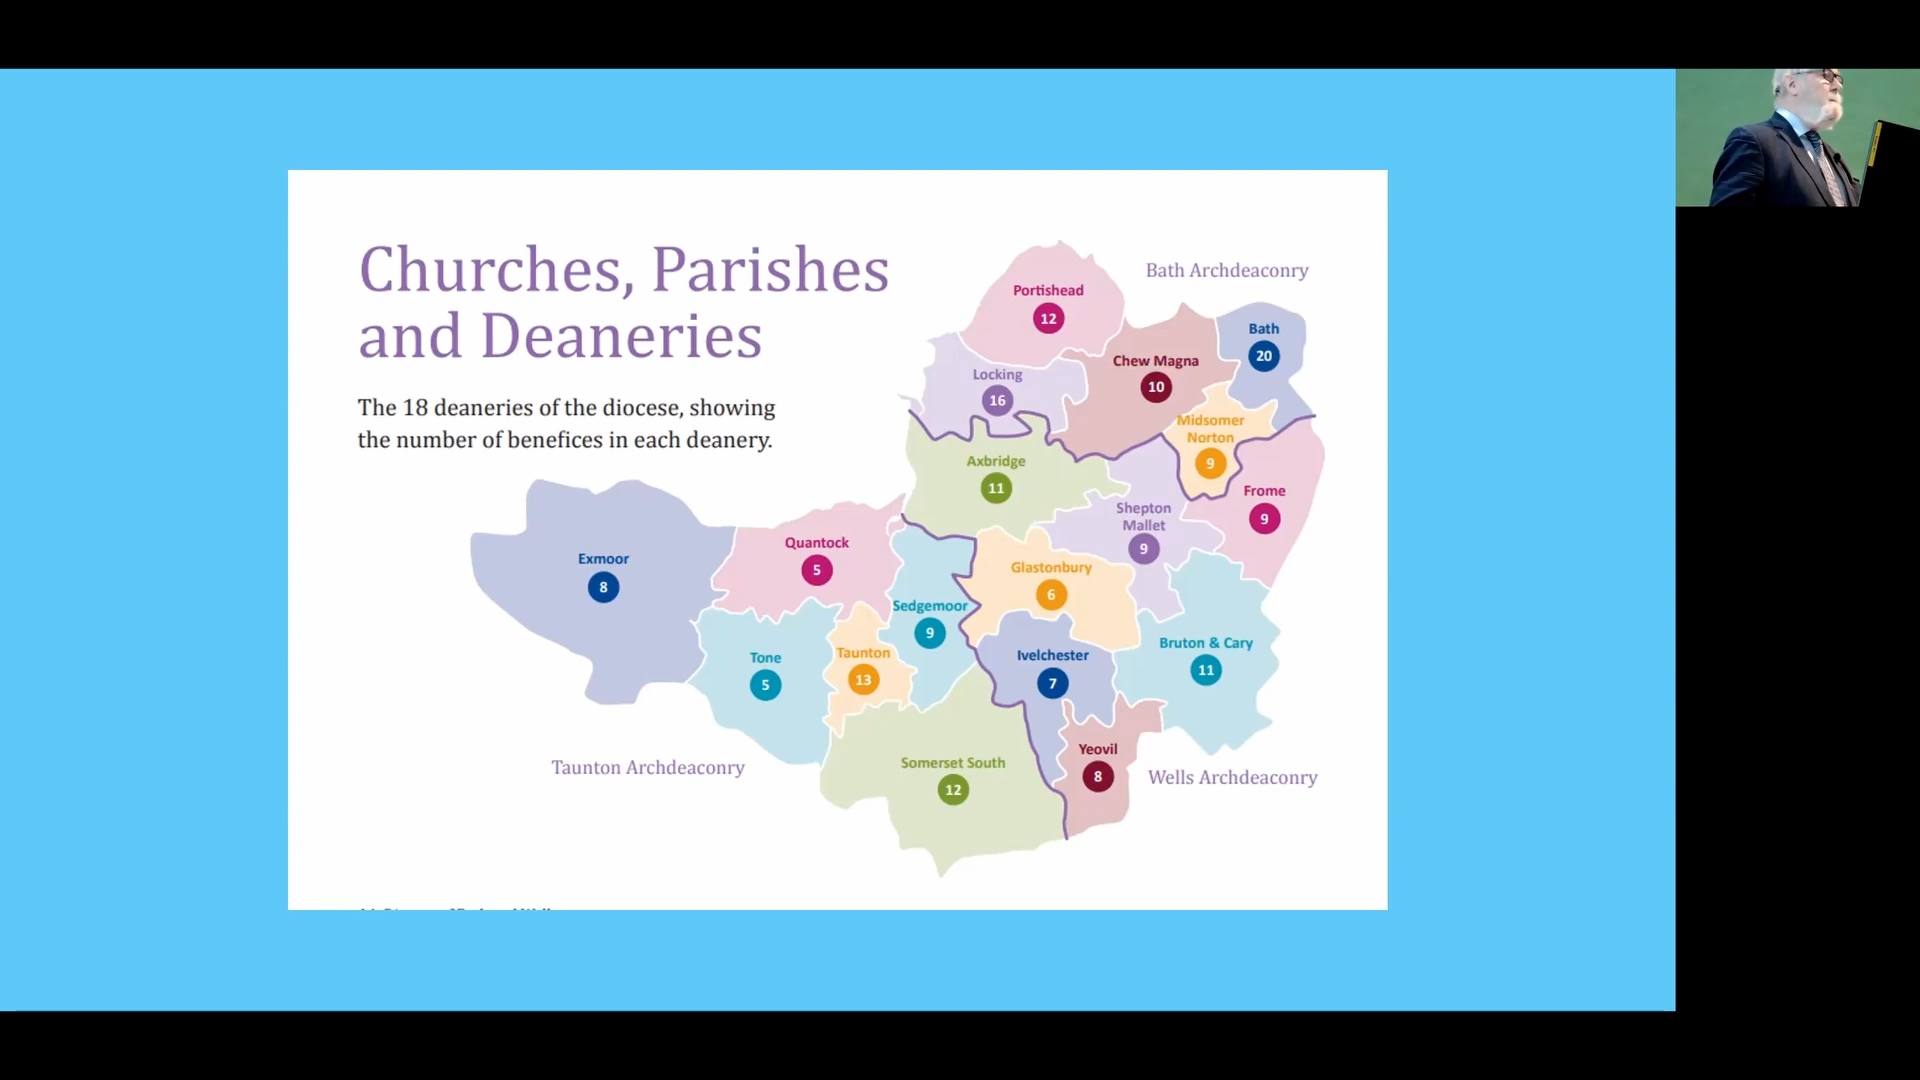 Churches, Parishes
and Deaneries
The 18 deaneries of the diocese, showing
the number of benefices in each deanery.
Bath Archdeaconry
Portishead
12
Bath
20
Chew Magna
10
Locking
16
Midsomer
Norton
9
Axbridge
11
Frome
9
Shepton
Mallet
9
Quantock
5
Exmoor
8
Glastonbury
6
Sedgemoor
9
Bruton & Cary
11
Ivelchester
7
Taunton
13
Tone
5
Yeovil
8
Somerset South
12
Taunton Archdeaconry
Wells Archdeaconry